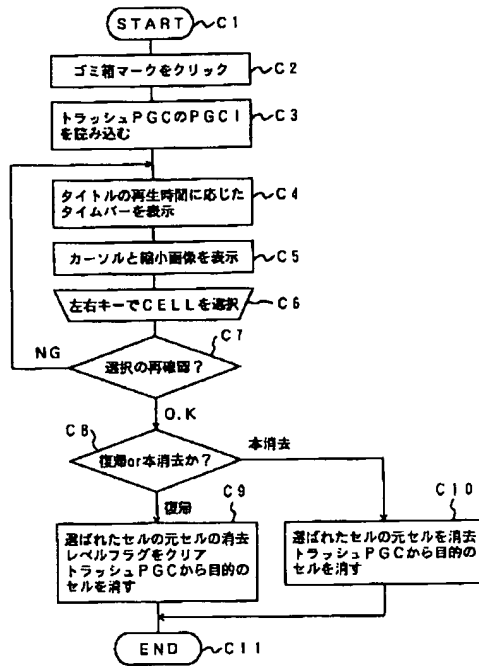 START
C1
ゴミ箱マークをクリック
C2
トラッシュPGCのPGCI
を読み込む
C3
タイトルの再生時間に応じた
タイムバーを表示
C4
カーソルと縮小画像を表示
C5
左右キーでCELLを選択
C6
C7
NG
選択の再確認?
O.K
C8
復帰or本消去か?
本消去
復帰
C9
選ばれたセルの元セルの消去
レベルフラグをクリア
トラッシュPGCから目的の
セルを消す
C10
選ばれたセルの元セルを消去
トラッシュPGCから目的の
セルを消す
END
C11